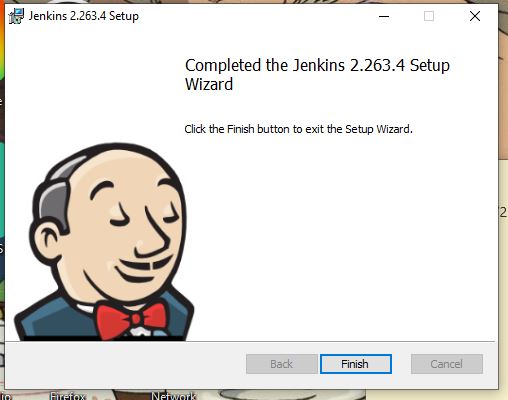 Jenkins 2.263.4 Setup
Completed the Jenkins 2.263.4 Setup
Wizard
Click the Finish button to exit the Setup Wizard.
Back
Finish
Cancel
Firefox
Network